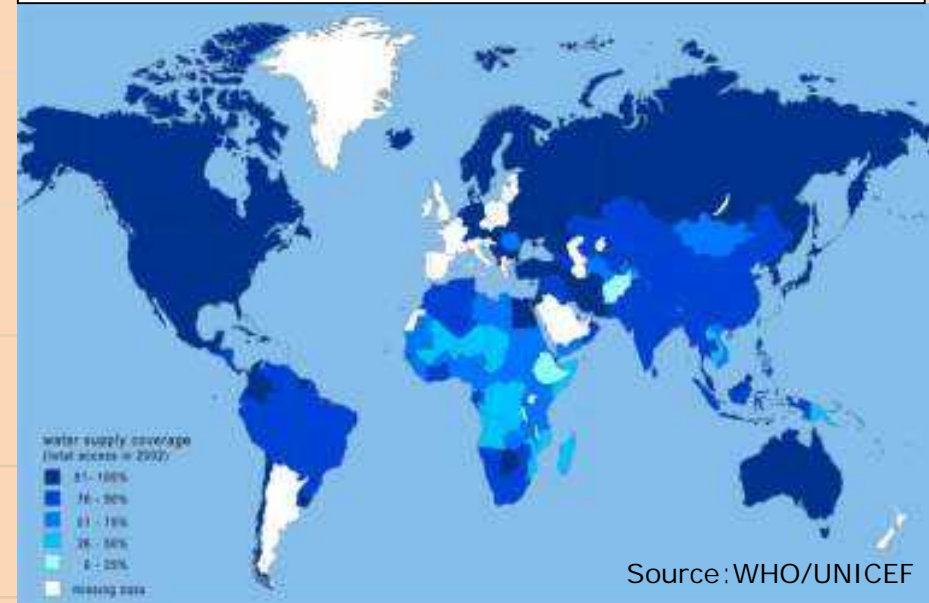 water supply coverage
(total access in 2002)
91 - 100%
76 - 90%
51 - 75%
26 - 50%
0 - 25%
missing data
Source:WHO/UNICEF